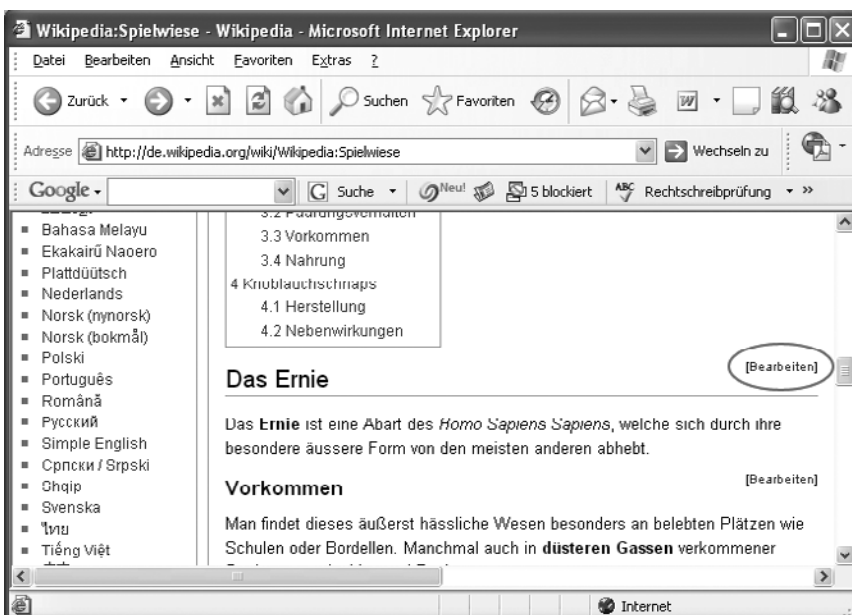 Wikipedia:Spielwiese - Wikipedia - Microsoft Internet Explorer
Datei Bearbeiten Ansicht Favoriten Extras ?
Zurück Suchen Favoriten
Adresse http://de.wikipedia.org/wiki/Wikipedia:Spielwiese Wechseln zu
Google Suche Neu! 5 blockiert ABC Rechtschreibprüfung »
Bahasa Melayu
Ekakairũ Naoero
Plattdüütsch
Nederlands
Norsk (nynorsk)
Norsk (bokmål)
Polski
Português
Română
Русский
Simple English
Српски / Srpski
Shqip
Svenska
ไทย
Tiếng Việt
3.2 Paarungsverhalten
3.3 Vorkommen
3.4 Nahrung
4 Knoblauchschnaps
4.1 Herstellung
4.2 Nebenwirkungen
Das Ernie [Bearbeiten]
Das Ernie ist eine Abart des Homo Sapiens Sapiens, welche sich durch ihre
besondere äussere Form von den meisten anderen abhebt.
Vorkommen [Bearbeiten]
Man findet dieses äußerst hässliche Wesen besonders an belebten Plätzen wie
Schulen oder Bordellen. Manchmal auch in düsteren Gassen verkommener
Internet